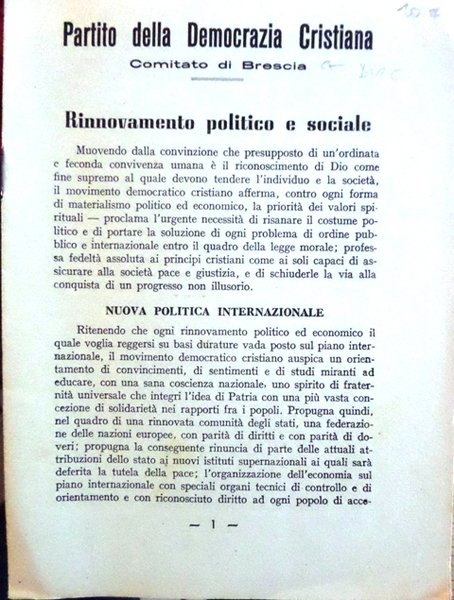 Partito della Democrazia Cristiana
Comitato di Brescia
Rinnovamento politico e sociale
Muovendo dalla convinzione che presupposto di un'ordinata
e feconda convivenza umana è il riconoscimento di Dio come
fine supremo al quale devono tendere l'individuo e la società,
il movimento democratico cristiano afferma, contro ogni forma
di materialismo politico ed economico, la priorità dei valori spi-
rituali — proclama l'urgente necessità di risanare il costume po-
litico e di portare la soluzione di ogni problema di ordine pub-
blico e internazionale entro il quadro della legge morale; profes-
sa fedeltà assoluta ai principi cristiani come ai soli capaci di as-
sicurare alla società pace e giustizia, e di schiuderle la via alla
conquista di un progresso non illusorio.
NUOVA POLITICA INTERNAZIONALE
Ritenendo che ogni rinnovamento politico ed economico il
quale voglia reggersi su basi durature vada posto sul piano inter-
nazionale, il movimento democratico cristiano auspica un orien-
tamento di convincimenti, di sentimenti e di studi miranti ad
educare, con una sana coscienza nazionale, uno spirito di frater-
nità universale che integri l'idea di Patria con una più vasta con-
cezione di solidarietà nei rapporti fra i popoli. Propugna quindi,
nel quadro di una rinnovata comunità degli stati, una federazio-
ne delle nazioni europee, con parità di diritti e con parità di do-
veri; propugna la conseguente rinuncia di parte delle attuali at-
tribuzioni dello stato ai nuovi istituti supernazionali ai quali sarà
deferita la tutela della pace; l'organizzazione dell'economia sul
piano internazionale con speciali organi tecnici di controllo e di
orientamento e con riconosciuto diritto ad ogni popolo di acce-
— 1 —